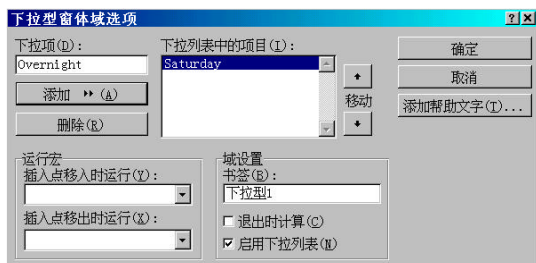 下拉型窗体域选项
下拉项(D):
Overnight
添加 ▸▸ (A)
删除(R)
下拉列表中的项目(I):
Saturday
移动
确定
取消
添加帮助文字(T)...
运行宏
插入点移入时运行(Y):
插入点移出时运行(X):
域设置
书签(B):
下拉型1
退出时计算(C)
启用下拉列表(N)